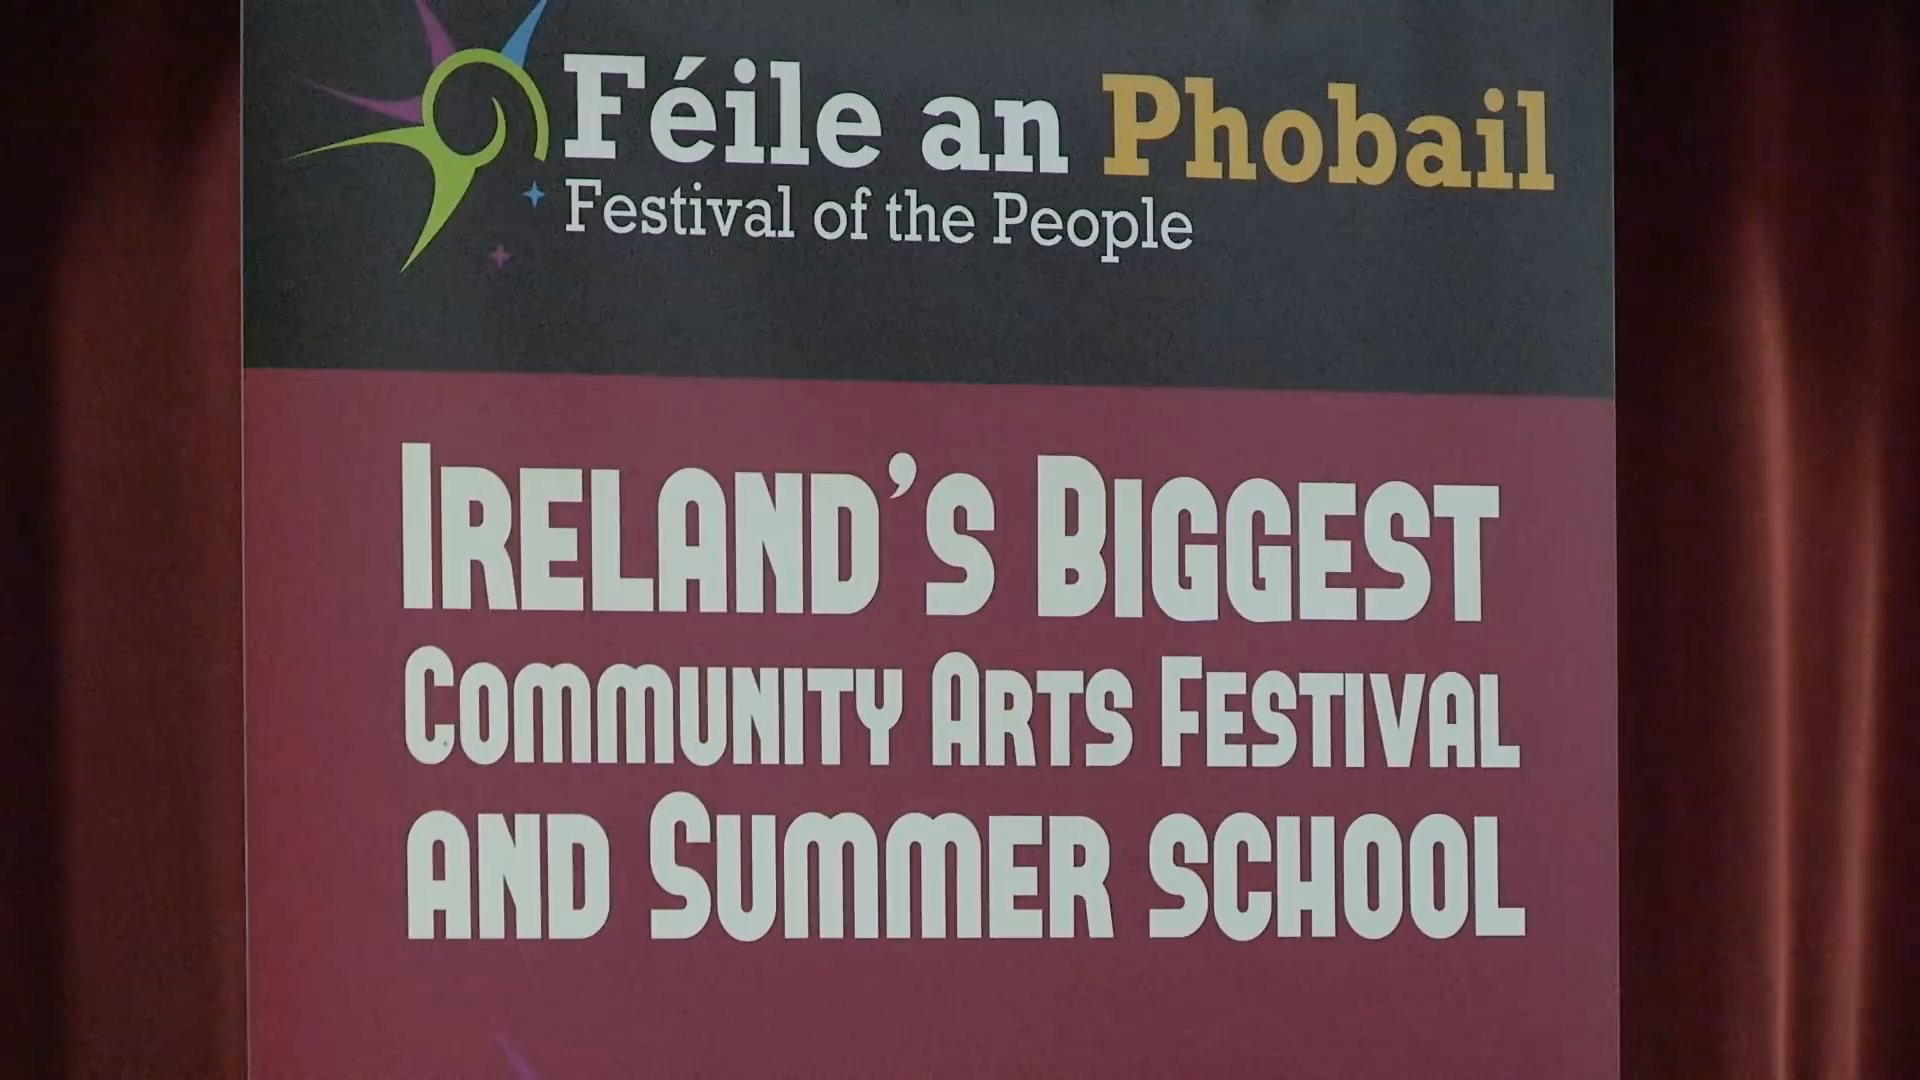 Féile an Phobail
Festival of the People
IRELAND'S BIGGEST
COMMUNITY ARTS FESTIVAL
AND SUMMER SCHOOL